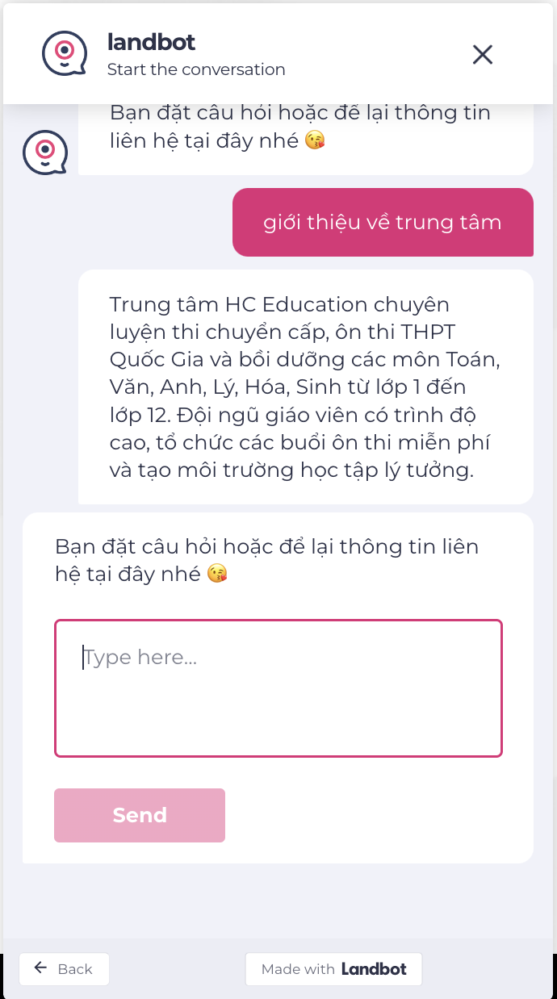 landbot
Start the conversation
Bạn đặt câu hỏi hoặc để lại thông tin
liên hệ tại đây nhé 😘
giới thiệu về trung tâm
Trung tâm HC Education chuyên
luyện thi chuyển cấp, ôn thi THPT
Quốc Gia và bồi dưỡng các môn Toán,
Văn, Anh, Lý, Hóa, Sinh từ lớp 1 đến
lớp 12. Đội ngũ giáo viên có trình độ
cao, tổ chức các buổi ôn thi miễn phí
và tạo môi trường học tập lý tưởng.
Bạn đặt câu hỏi hoặc để lại thông tin liên
hệ tại đây nhé 😘
Type here...
Send
Back
Made with Landbot